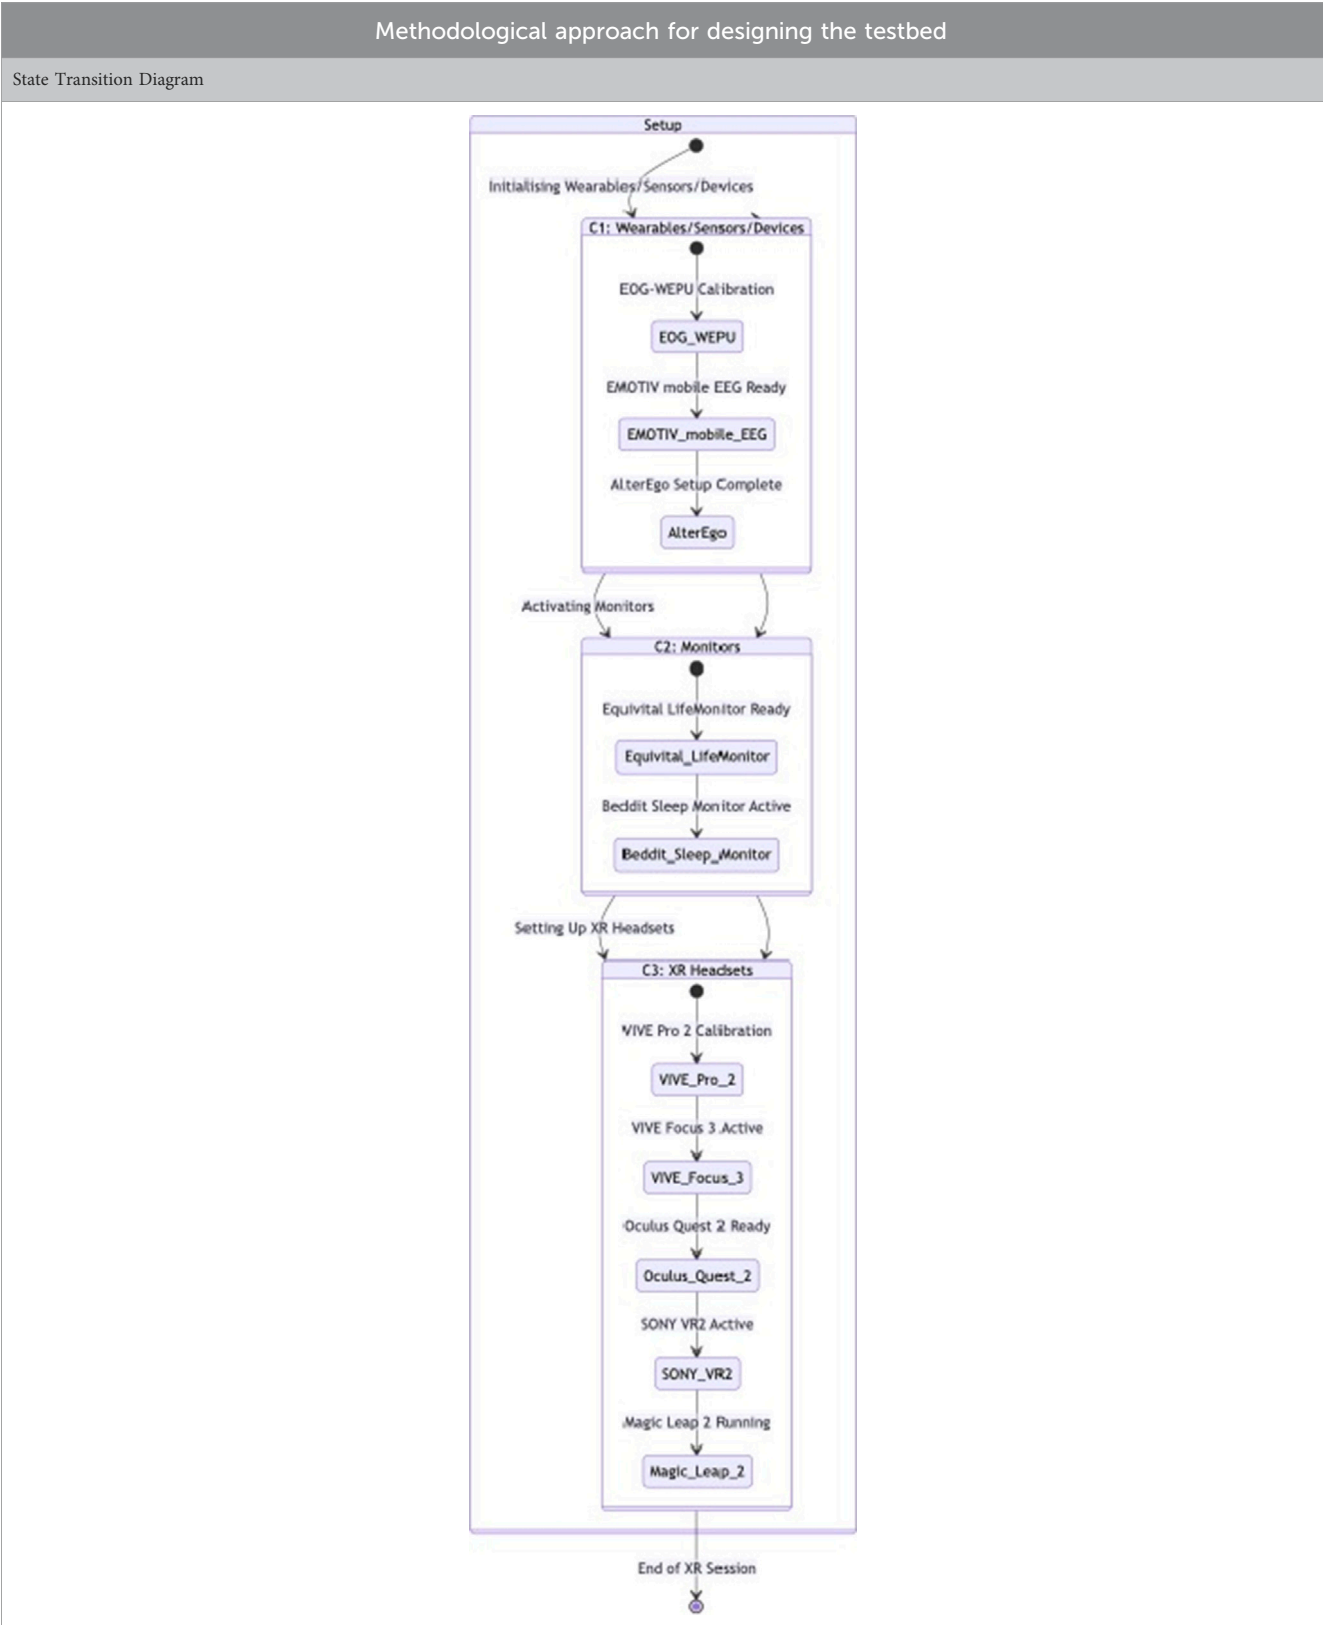 Methodological approach for designing the testbed
State Transition Diagram
Setup
Initialising Wearables/Sensors/Devices
C1: Wearables/Sensors/Devices
EOG-WEPU Calibration
EOG_WEPU
EMOTIV mobile EEG Ready
EMOTIV_mobile_EEG
AlterEgo Setup Complete
AlterEgo
Activating Monitors
C2: Monitors
Equivital LifeMonitor Ready
Equivital_LifeMonitor
Beddit Sleep Monitor Active
Beddit_Sleep_Monitor
Setting Up XR Headsets
C3: XR Headsets
VIVE Pro 2 Calibration
VIVE_Pro_2
VIVE Focus 3 Active
VIVE_Focus_3
Oculus Quest 2 Ready
Oculus_Quest_2
SONY VR2 Active
SONY_VR2
Magic Leap 2 Running
Magic_Leap_2
End of XR Session